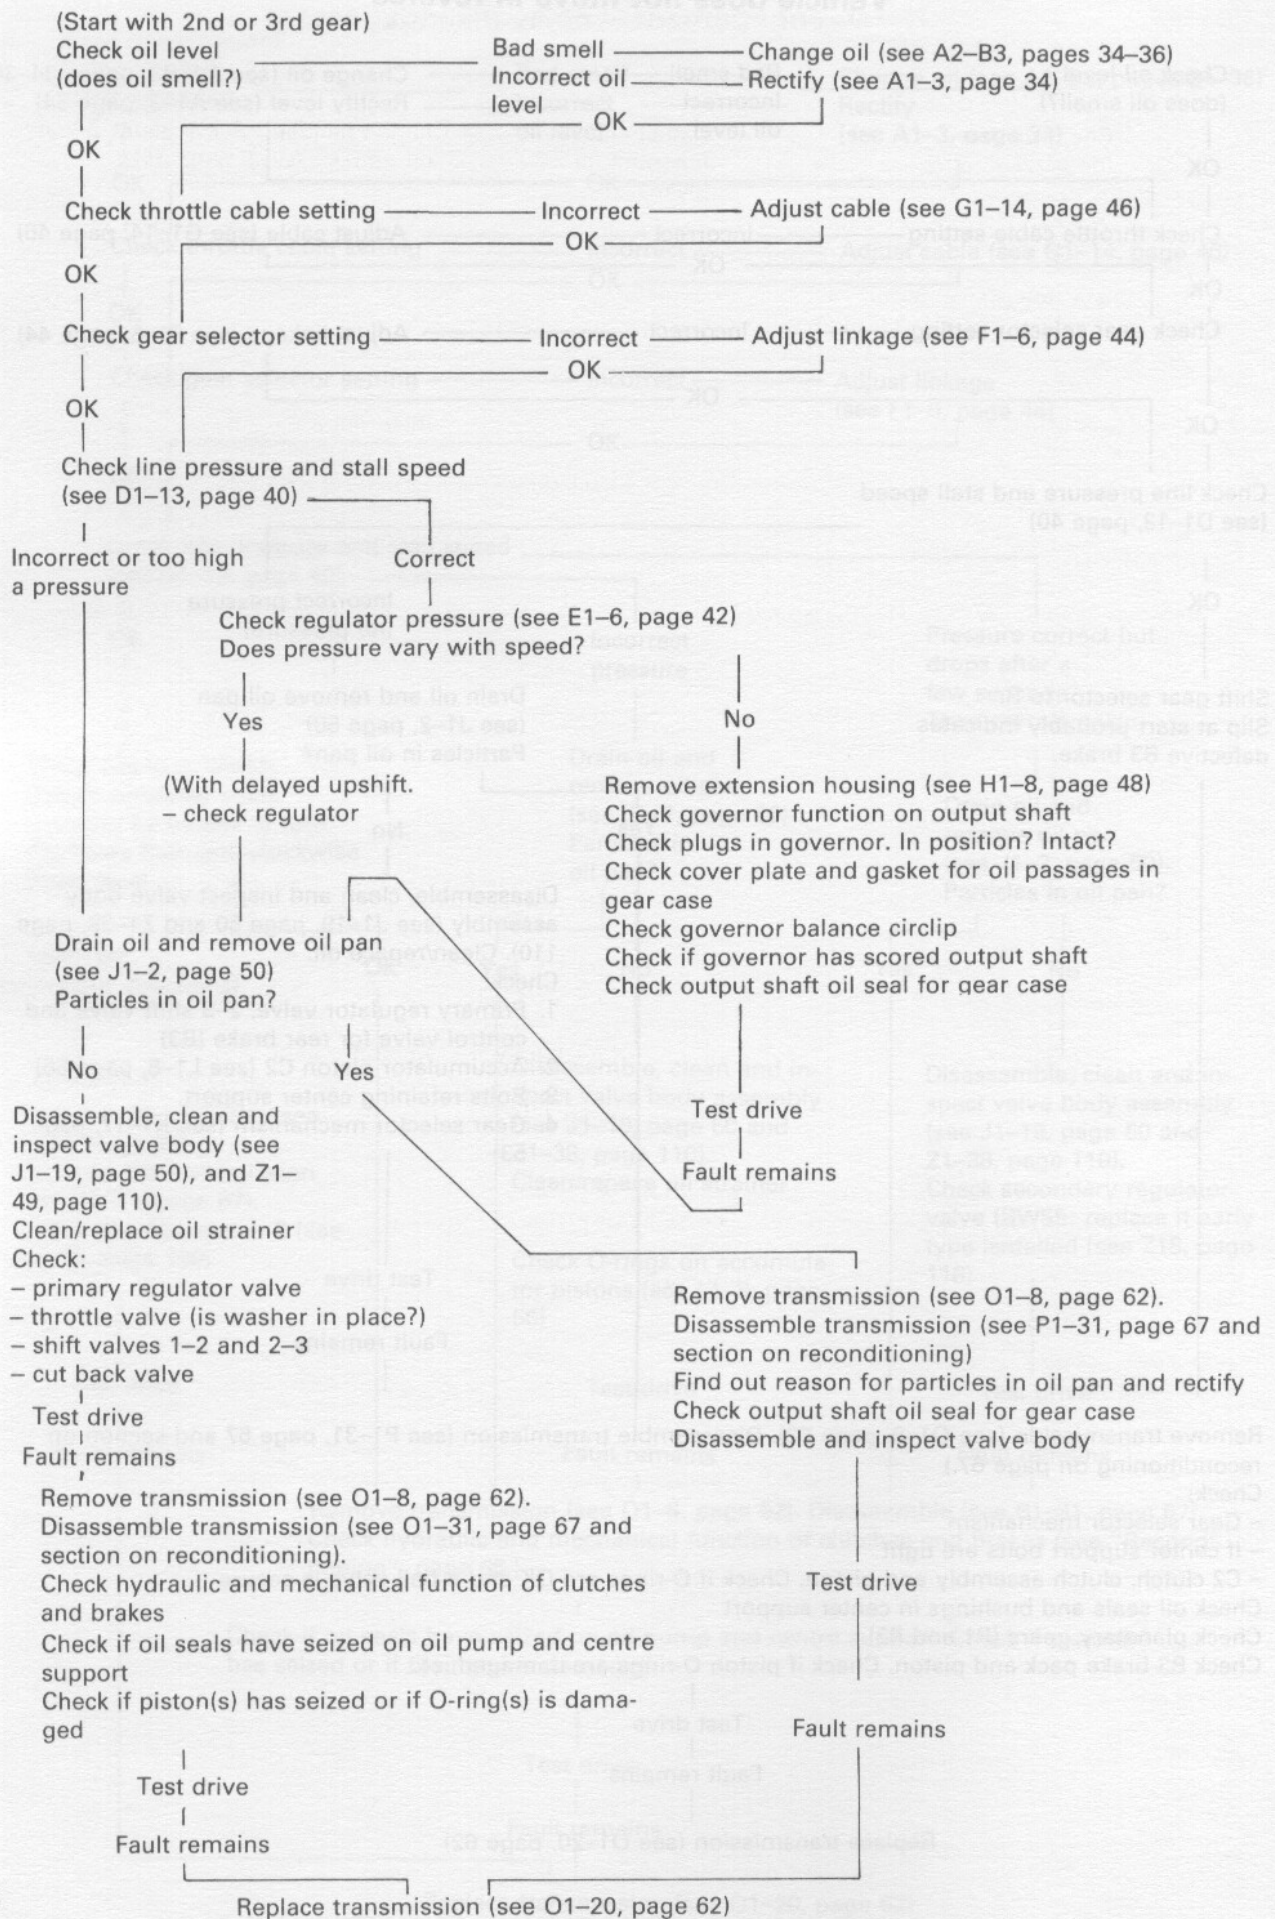 (Start with 2nd or 3rd gear)
Check oil level
(does oil smell?)
Bad smell
Change oil (see A2–B3, pages 34–36)
Incorrect oil
level
Rectify (see A1–3, page 34)
OK
OK
Check throttle cable setting
Incorrect
Adjust cable (see G1–14, page 46)
OK
OK
Check gear selector setting
Incorrect
Adjust linkage (see F1–6, page 44)
OK
OK
Check line pressure and stall speed
(see D1–13, page 40)
Incorrect or too high
a pressure
Correct
Check regulator pressure (see E1–6, page 42)
Does pressure vary with speed?
Yes
No
(With delayed upshift.
– check regulator
Remove extension housing (see H1–8, page 48)
Check governor function on output shaft
Check plugs in governor. In position? Intact?
Check cover plate and gasket for oil passages in
gear case
Check governor balance circlip
Check if governor has scored output shaft
Check output shaft oil seal for gear case
Drain oil and remove oil pan
(see J1–2, page 50)
Particles in oil pan?
No
Yes
Test drive
Fault remains
Disassemble, clean and
inspect valve body (see
J1–19, page 50), and Z1–
49, page 110).
Clean/replace oil strainer
Check:
– primary regulator valve
– throttle valve (is washer in place?)
– shift valves 1–2 and 2–3
– cut back valve
Test drive
Fault remains
Remove transmission (see O1–8, page 62).
Disassemble transmission (see P1–31, page 67 and
section on reconditioning)
Find out reason for particles in oil pan and rectify
Check output shaft oil seal for gear case
Disassemble and inspect valve body
Remove transmission (see O1–8, page 62).
Disassemble transmission (see O1–31, page 67 and
section on reconditioning).
Check hydraulic and mechanical function of clutches
and brakes
Check if oil seals have seized on oil pump and centre
support
Check if piston(s) has seized or if O-ring(s) is dama-
ged
Test drive
Fault remains
Test drive
Fault remains
Replace transmission (see O1–20, page 62)